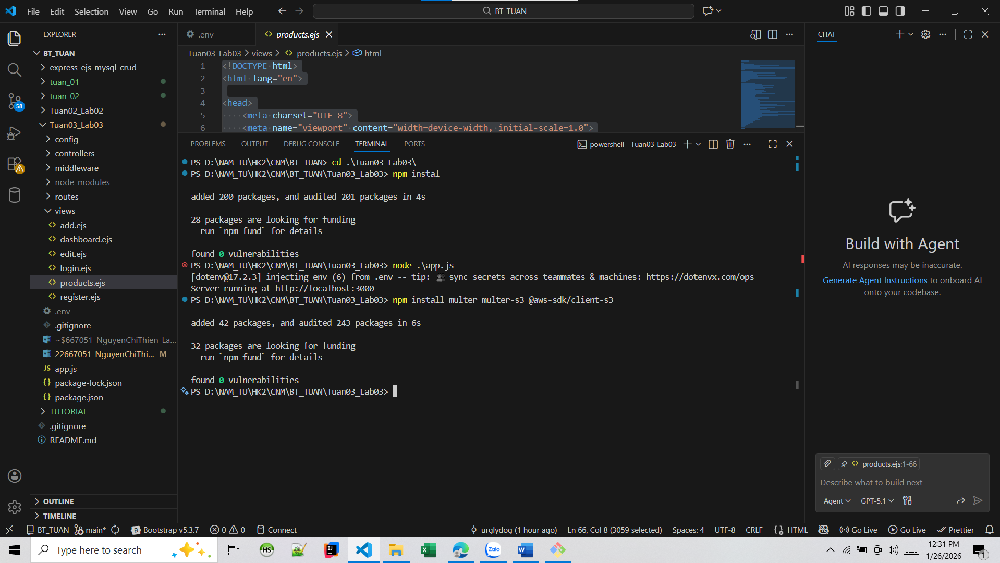 File Edit Selection View Go Run Terminal Help
BT_TUAN
EXPLORER
BT_TUAN
express-ejs-mysql-crud
tuan_01
tuan_02
Tuan02_Lab02
Tuan03_Lab03
config
controllers
middleware
node_modules
routes
views
add.ejs
dashboard.ejs
edit.ejs
login.ejs
products.ejs
register.ejs
.env
.gitignore
~$667051_NguyenChiThien_La...
22667051_NguyenChiThi... M
JS app.js
{} package-lock.json
{} package.json
TUTORIAL
.gitignore
README.md
OUTLINE
TIMELINE
58
.env
products.ejs
Tuan03_Lab03 > views > products.ejs > html
1 <!DOCTYPE html>
2 <html lang="en">
3
4 <head>
5 <meta charset="UTF-8">
6 <meta name="viewport" content="width=device-width, initial-scale=1.0">
PROBLEMS OUTPUT DEBUG CONSOLE TERMINAL PORTS
powershell - Tuan03_Lab03
PS D:\NAM_TU\HK2\CNM\BT_TUAN> cd .\Tuan03_Lab03\
PS D:\NAM_TU\HK2\CNM\BT_TUAN\Tuan03_Lab03> npm instal
added 200 packages, and audited 201 packages in 4s
28 packages are looking for funding
run `npm fund` for details
found 0 vulnerabilities
PS D:\NAM_TU\HK2\CNM\BT_TUAN\Tuan03_Lab03> node .\app.js
[dotenv@17.2.3] injecting env (6) from .env -- tip: 👥 sync secrets across teammates & machines: https://dotenvx.com/ops
Server running at http://localhost:3000
PS D:\NAM_TU\HK2\CNM\BT_TUAN\Tuan03_Lab03> npm install multer multer-s3 @aws-sdk/client-s3
added 42 packages, and audited 243 packages in 6s
32 packages are looking for funding
run `npm fund` for details
found 0 vulnerabilities
PS D:\NAM_TU\HK2\CNM\BT_TUAN\Tuan03_Lab03>
CHAT
Build with Agent
AI responses may be inaccurate.
Generate Agent Instructions to onboard AI
onto your codebase.
products.ejs:1-66
Describe what to build next
Agent GPT-5.1
BT_TUAN main* Bootstrap v5.3.7 0 0 Connect
urglydog (1 hour ago) Ln 66, Col 8 (3059 selected) Spaces: 4 UTF-8 CRLF {} HTML Go Live Go Live Prettier
Type here to search
HS
Zalo
12:31 PM
1/26/2026
1